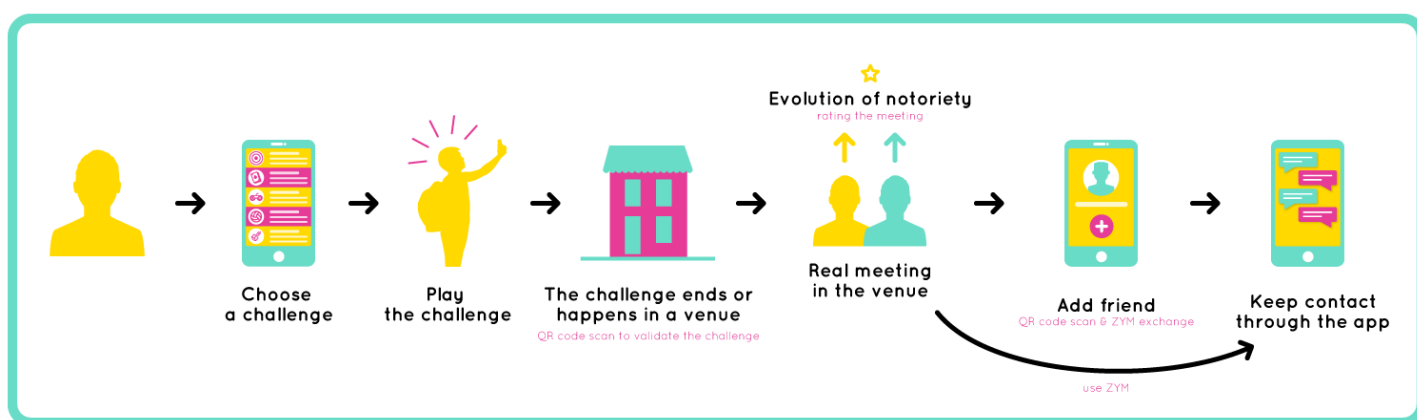 Evolution of notoriety
rating the meeting
Choose
a challenge
Play
the challenge
The challenge ends or
happens in a venue
QR code scan to validate the challenge
Real meeting
in the venue
Add friend
QR code scan & ZYM exchange
Keep contact
through the app
use ZYM